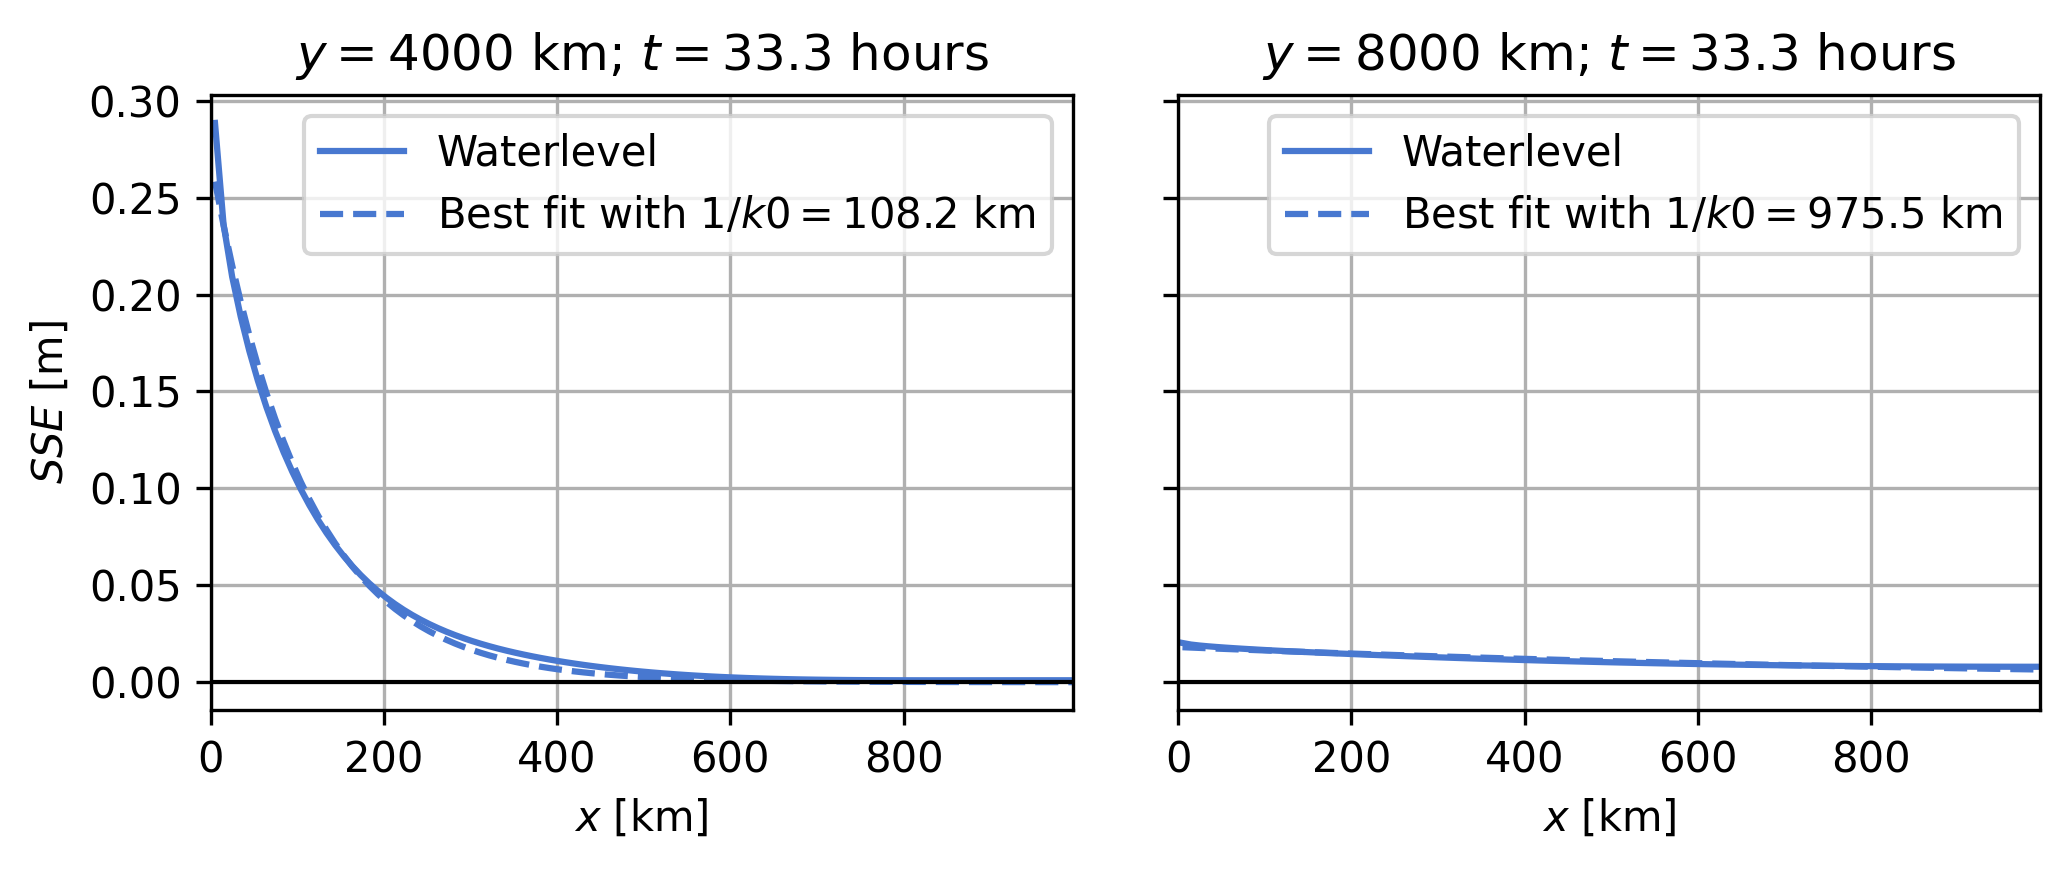 y = 4000 km; t = 33.3 hours
0.30
0.25
0.20
0.15
0.10
0.05
0.00
SSE [m]
Waterlevel
Best fit with 1/k0 = 108.2 km
0 200 400 600 800
x [km]
y = 8000 km; t = 33.3 hours
Waterlevel
Best fit with 1/k0 = 975.5 km
0 200 400 600 800
x [km]